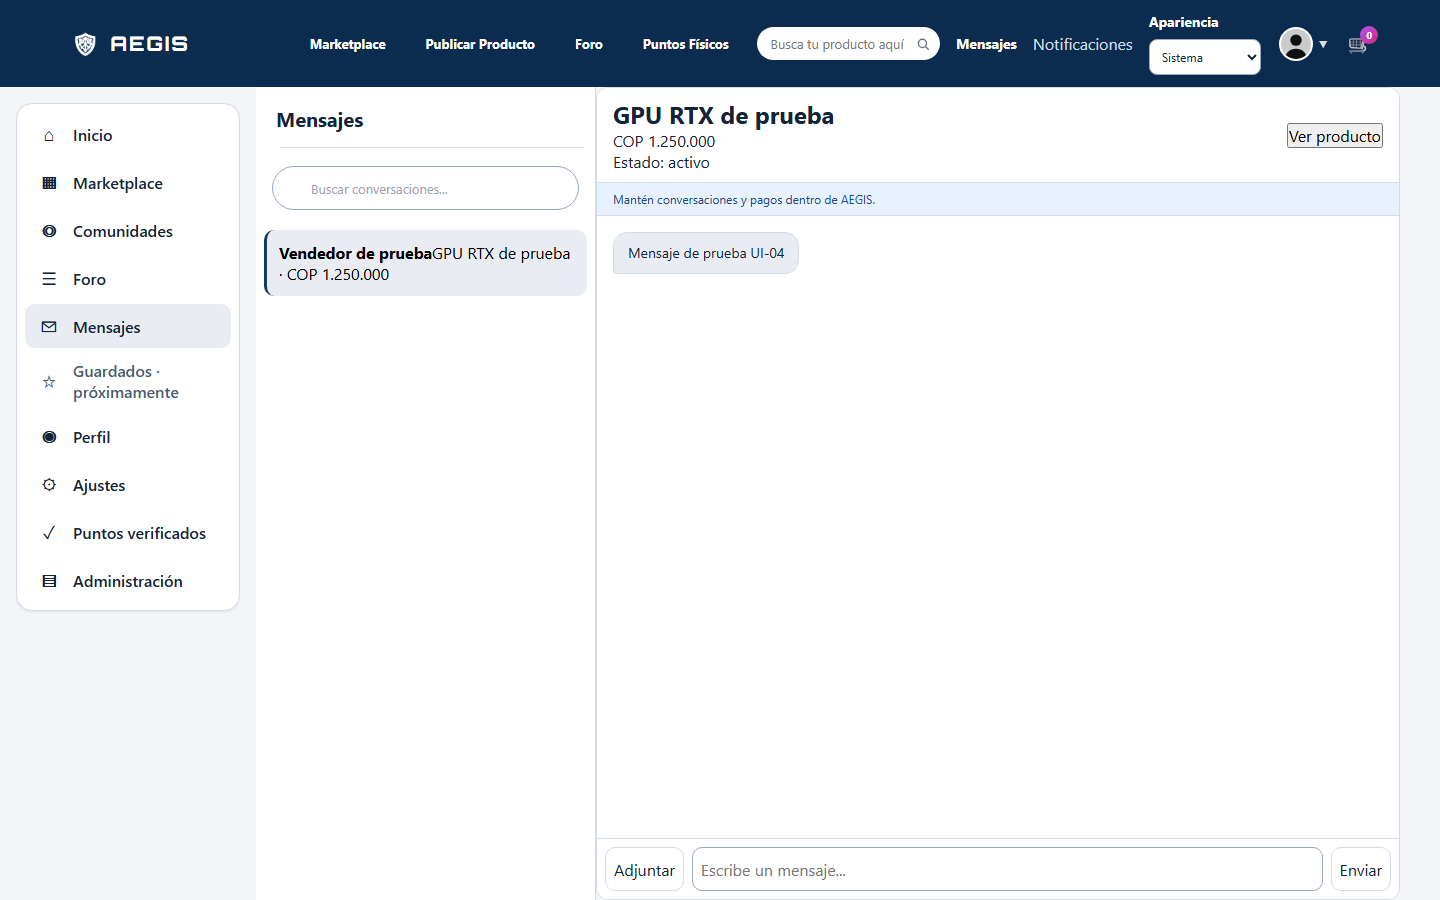 AEGIS
Marketplace
Publicar Producto
Foro
Puntos Físicos
Busca tu producto aquí
Mensajes
Notificaciones
Apariencia
Sistema
0
Inicio
Marketplace
Comunidades
Foro
Mensajes
Guardados ·
próximamente
Perfil
Ajustes
Puntos verificados
Administración
Mensajes
Buscar conversaciones...
Vendedor de pruebaGPU RTX de prueba
· COP 1.250.000
GPU RTX de prueba
COP 1.250.000
Estado: activo
Ver producto
Mantén conversaciones y pagos dentro de AEGIS.
Mensaje de prueba UI-04
Adjuntar
Escribe un mensaje...
Enviar